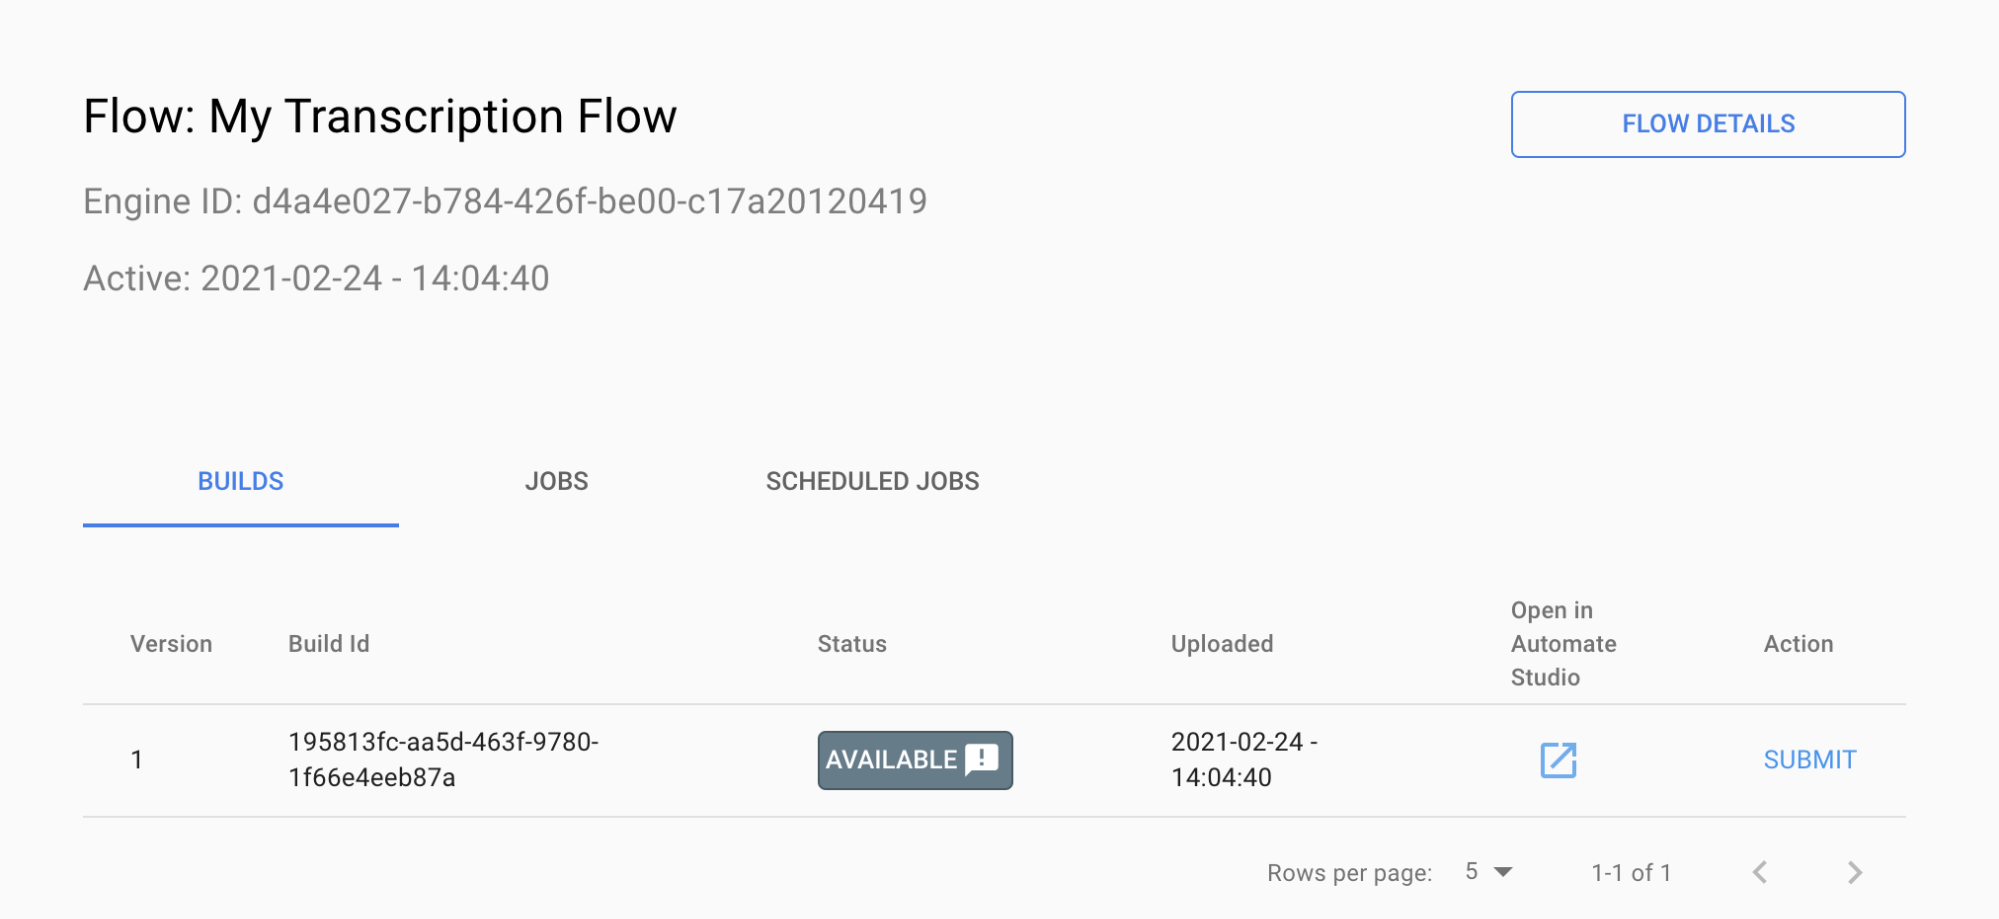 Flow: My Transcription Flow
FLOW DETAILS
Engine ID: d4a4e027-b784-426f-be00-c17a20120419
Active: 2021-02-24 - 14:04:40
BUILDS
JOBS
SCHEDULED JOBS
Version
Build Id
Status
Uploaded
Open in
Automate
Studio
Action
1
195813fc-aa5d-463f-9780-
1f66e4eeb87a
AVAILABLE
2021-02-24 -
14:04:40
SUBMIT
Rows per page:
5
1-1 of 1